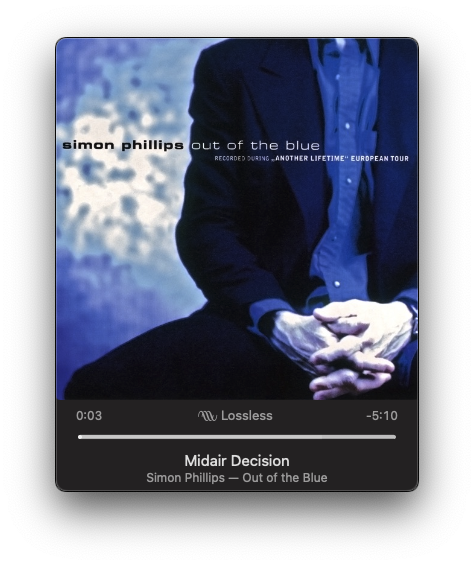 simon phillips out of the blue
RECORDED DURING „ANOTHER LIFETIME“ EUROPEAN TOUR
0:03 Lossless -5:10
Midair Decision
Simon Phillips — Out of the Blue